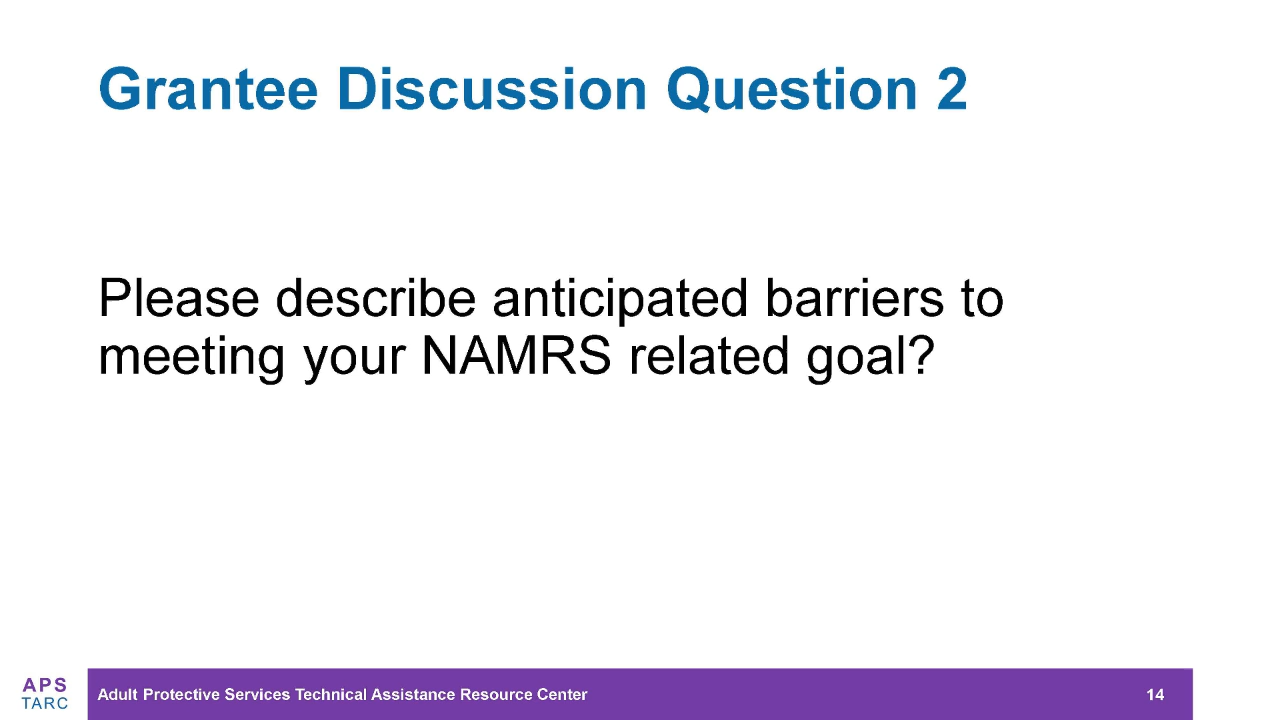 Grantee Discussion Question 2
Please describe anticipated barriers to
meeting your NAMRS related goal?
APS
TARC
Adult Protective Services Technical Assistance Resource Center
14